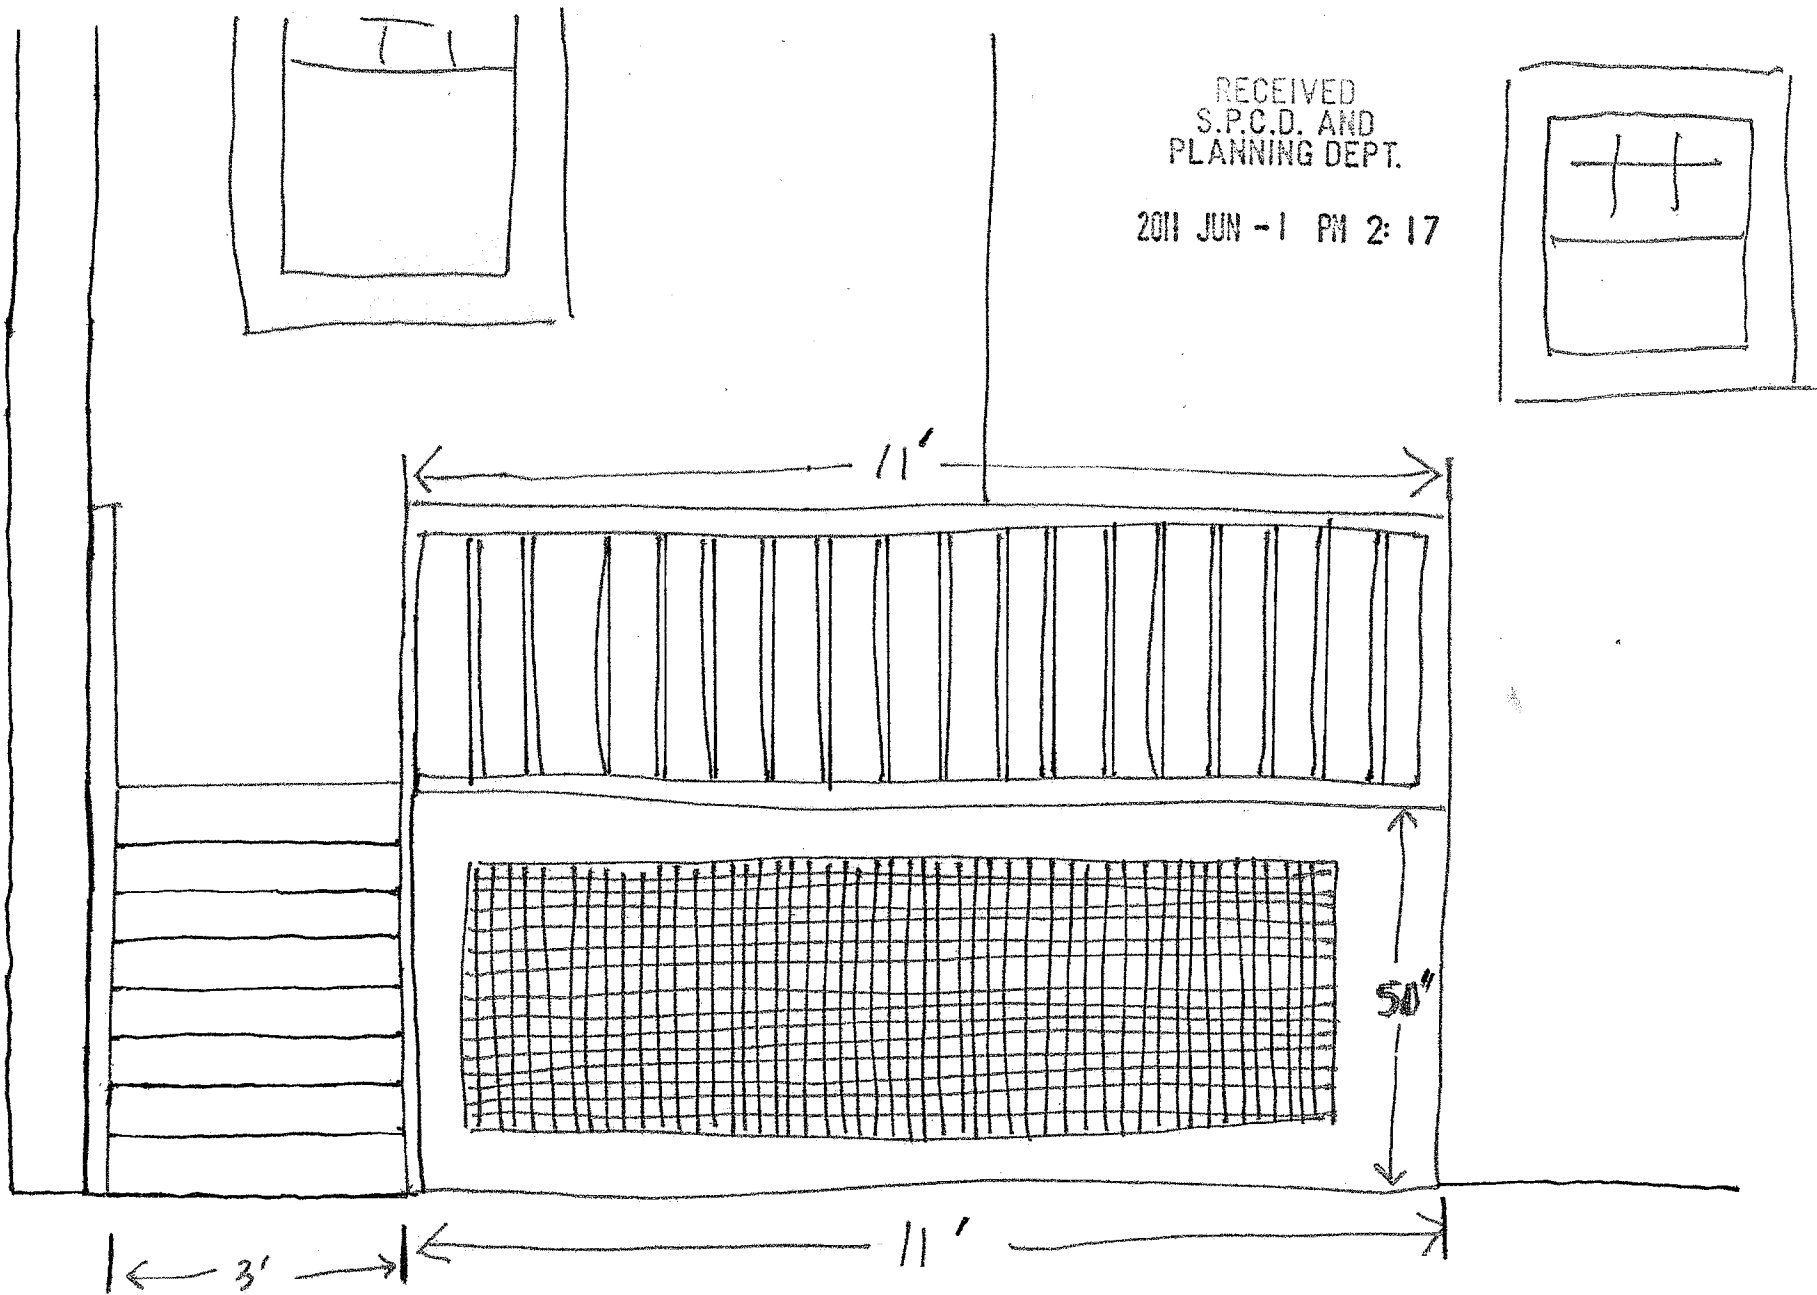 RECEIVED
S.P.C.D. AND
PLANNING DEPT.
2011 JUN -1 PM 2:17
11'
50"
11'
3'